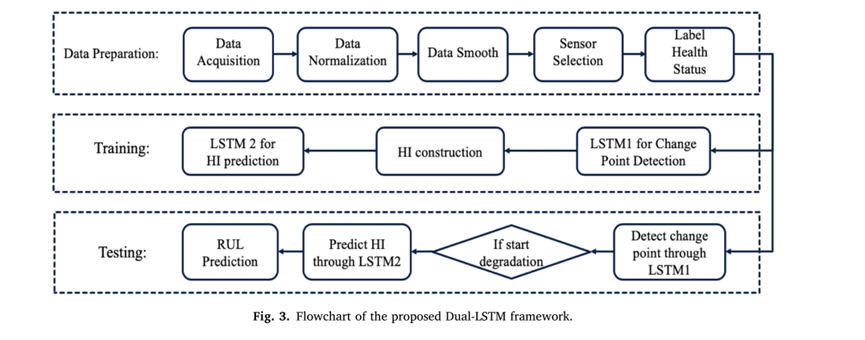 Data Preparation:
Data
Acquisition
Data
Normalization
Data Smooth
Sensor
Selection
Label
Health
Status
Training:
LSTM 2 for
HI prediction
HI construction
LSTM1 for Change
Point Detection
Testing:
RUL
Prediction
Predict HI
through LSTM2
If start
degradation
Detect change
point through
LSTM1
Fig. 3. Flowchart of the proposed Dual-LSTM framework.